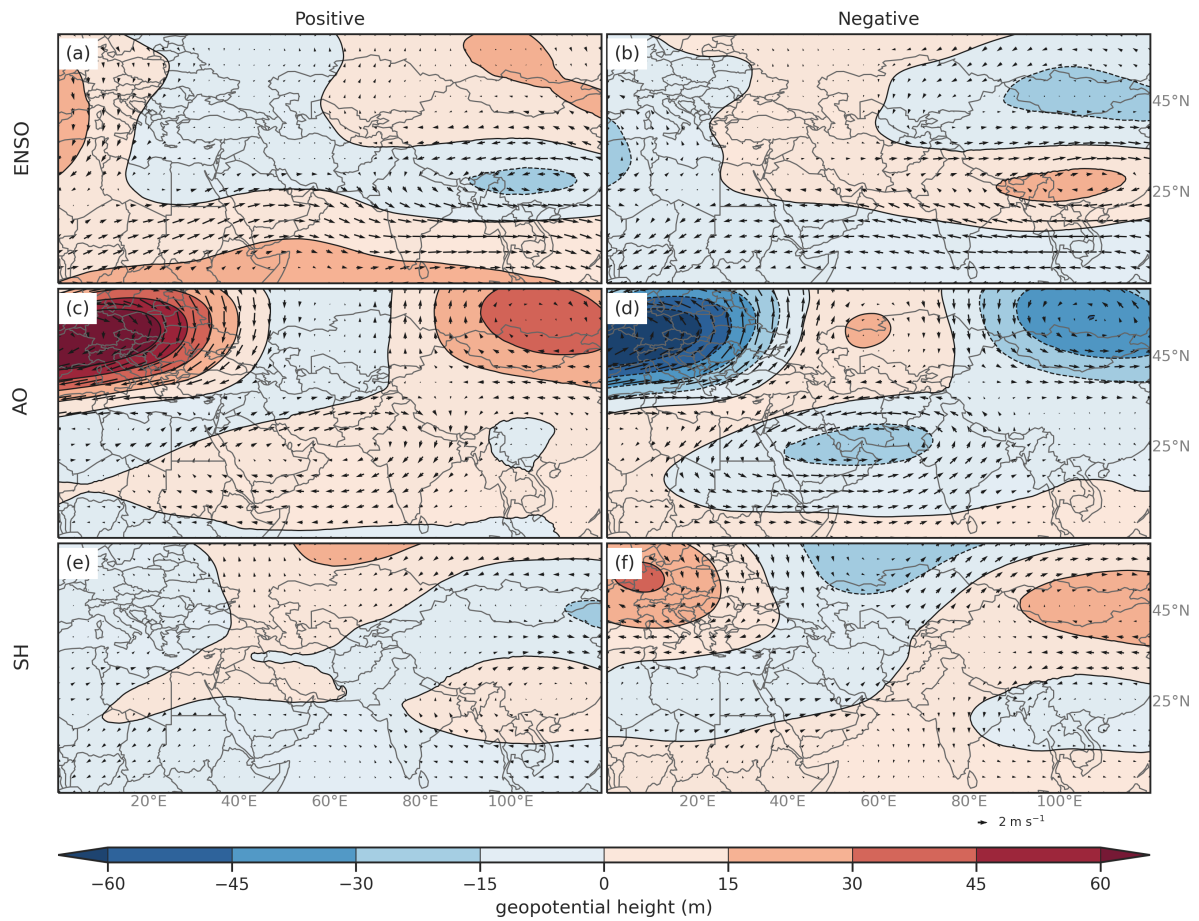 Positive Negative
ENSO (a) (b) 45°N
25°N
AO (c) (d) 45°N
25°N
SH (e) (f) 45°N
25°N
20°E 40°E 60°E 80°E 100°E 20°E 40°E 60°E 80°E 100°E
2 m s⁻¹
−60 −45 −30 −15 0 15 30 45 60
geopotential height (m)